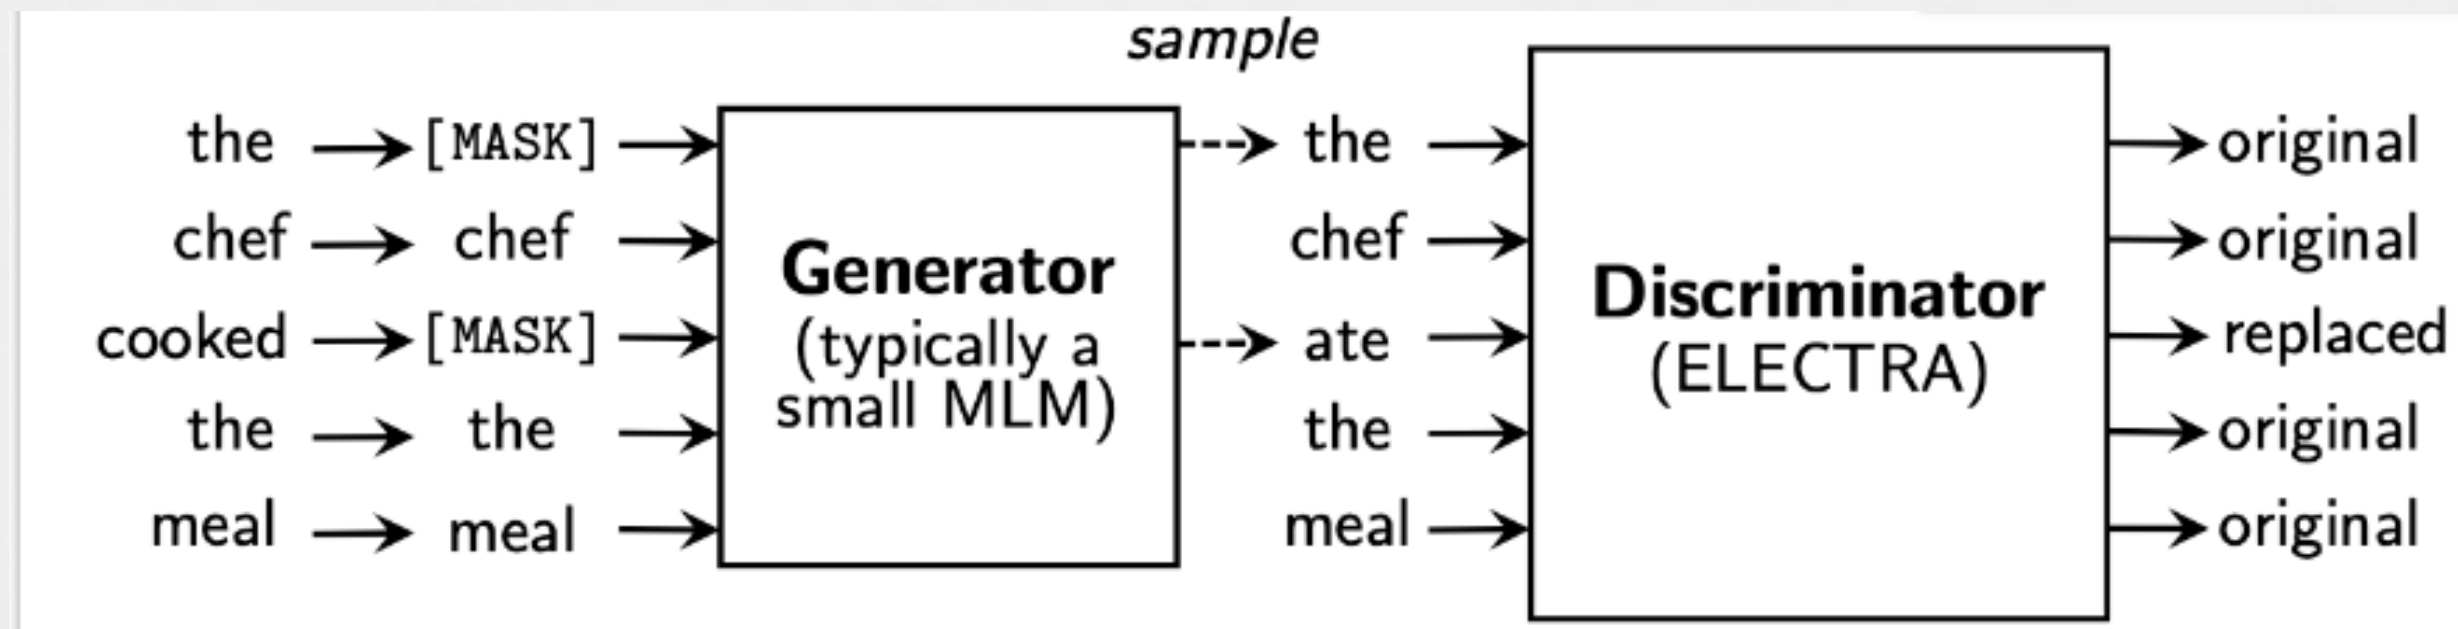 sample
the [MASK] the original
chef chef chef original
cooked [MASK] ate replaced
the the the original
meal meal meal original
Generator
(typically a
small MLM)
Discriminator
(ELECTRA)